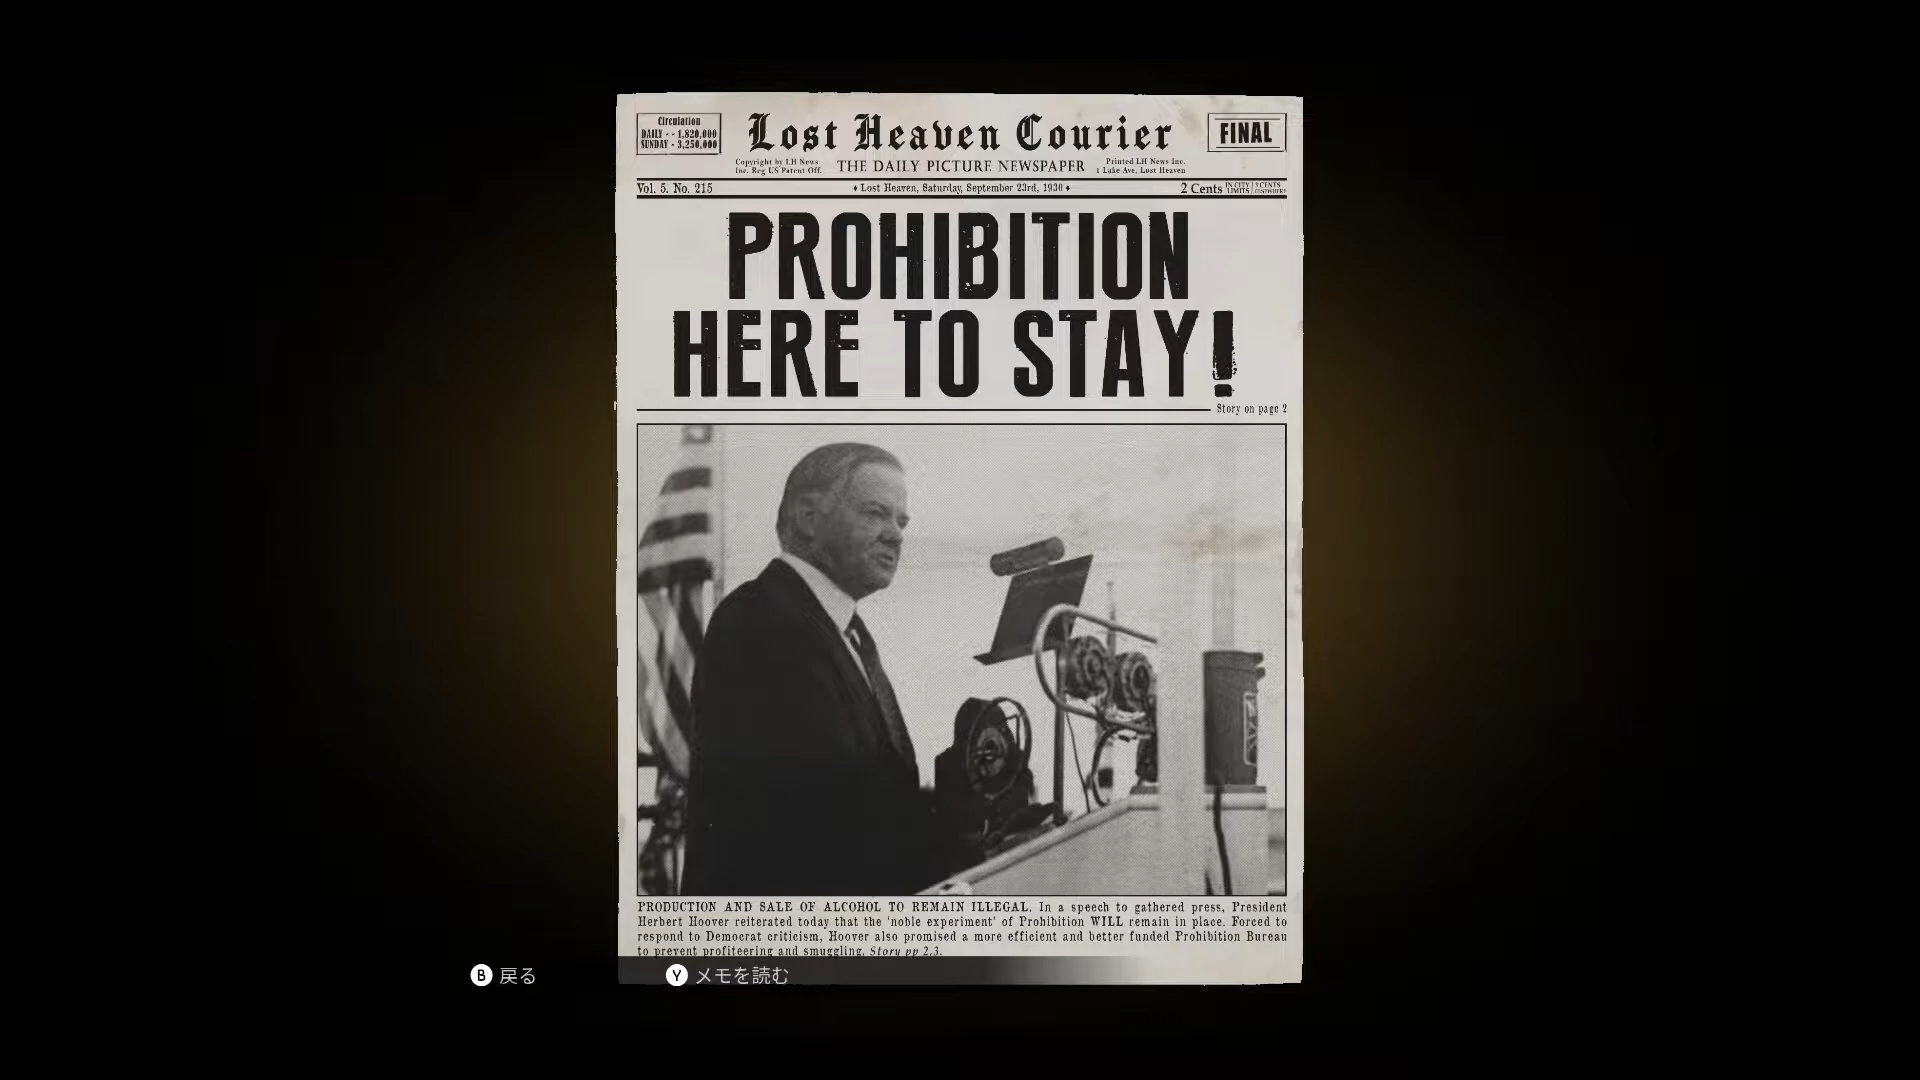 Circulation
DAILY - - 1,820,000
SUNDAY - 3,250,000
Lost Heaven Courier
FINAL
Copyright by LH News
Inc. Reg US Patent Off.
THE DAILY PICTURE NEWSPAPER
Printed LH News Inc.
1 Lake Ave, Lost Heaven
Vol. 5. No. 215
♦ Lost Heaven, Saturday, September 23rd, 1930 ♦
2 Cents IN CITY LIMITS | 3 CENTS ELSEWHERE
PROHIBITION
HERE TO STAY!
Story on page 2
PRODUCTION AND SALE OF ALCOHOL TO REMAIN ILLEGAL. In a speech to gathered press, President
Herbert Hoover reiterated today that the 'noble experiment' of Prohibition WILL remain in place. Forced to
respond to Democrat criticism, Hoover also promised a more efficient and better funded Prohibition Bureau
to prevent profiteering and smuggling. Story pp 2,3.
B 戻る
Y メモを読む